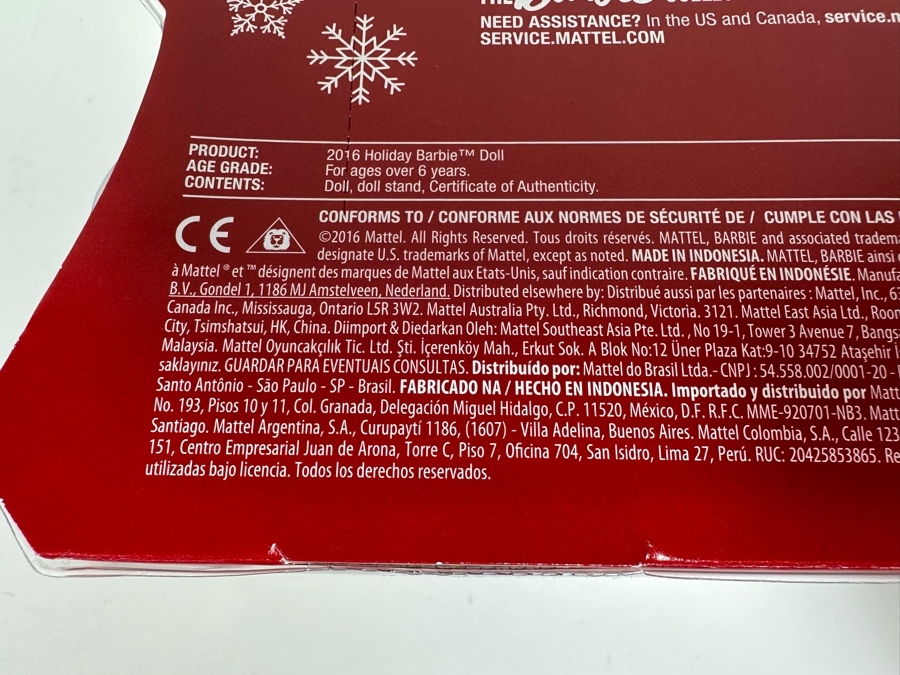 THE
NEED ASSISTANCE? In the US and Canada,
SERVICE.MATTEL.COM
PRODUCT: 2016 Holiday Barbie™ Doll
AGE GRADE: For ages over 6 years.
CONTENTS: Doll, doll stand, Certificate of Authenticity.
CE
CONFORMS TO / CONFORME AUX NORMES DE SÉCURITÉ DE / CUMPLE CON LAS
©2016 Mattel. All Rights Reserved. Tous droits réservés. MATTEL, BARBIE and associated
designate U.S. trademarks of Mattel, except as noted. MADE IN INDONESIA. MATTEL, BARBIE ainsi
à Mattel ® et ™ désignent des marques de Mattel aux Etats-Unis, sauf indication contraire. FABRIQUÉ EN INDONÉSIE.
B.V., Gondel 1, 1186 MJ Amstelveen, Nederland. Distributed elsewhere by: Distribué aussi par les partenaires : Mattel, Inc.,
Canada Inc., Mississauga, Ontario L5R 3W2. Mattel Australia Pty. Ltd., Richmond, Victoria. 3121. Mattel East Asia Ltd.,
City, Tsimshatsui, HK, China. Diimport & Diedarkan Oleh: Mattel Southeast Asia Pte. Ltd., No 19-1, Tower 3 Avenue 7,
Malaysia. Mattel Oyuncakçılık Tic. Ltd. Şti. İçerenköy Mah., Erkut Sok. A Blok No:12 Üner Plaza Kat:9-10 34752 Ataşehir
saklayınız. GUARDAR PARA EVENTUAIS CONSULTAS. Distribuído por: Mattel do Brasil Ltda.- CNPJ : 54.558.002/0001-20 -
Santo Antônio - São Paulo - SP - Brasil. FABRICADO NA / HECHO EN INDONESIA. Importado y distribuido por
No. 193, Pisos 10 y 11, Col. Granada, Delegación Miguel Hidalgo, C.P. 11520, México, D.F. R.F.C. MME-920701-NB3.
Santiago. Mattel Argentina, S.A., Curupaytí 1186, (1607) - Villa Adelina, Buenos Aires. Mattel Colombia, S.A., Calle 123
151, Centro Empresarial Juan de Arona, Torre C, Piso 7, Oficina 704, San Isidro, Lima 27, Perú. RUC: 20425853865.
utilizadas bajo licencia. Todos los derechos reservados.